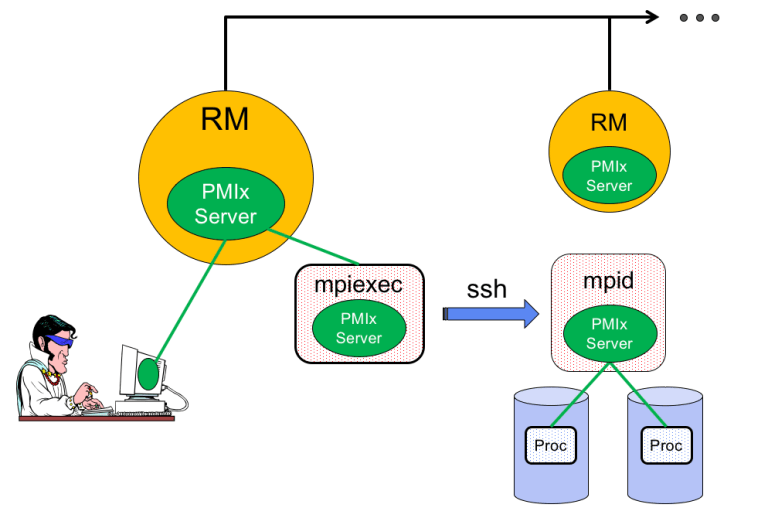 RM
PMIx
Server
RM
PMIx
Server
mpiexec
PMIx
Server
ssh
mpid
PMIx
Server
Proc
Proc